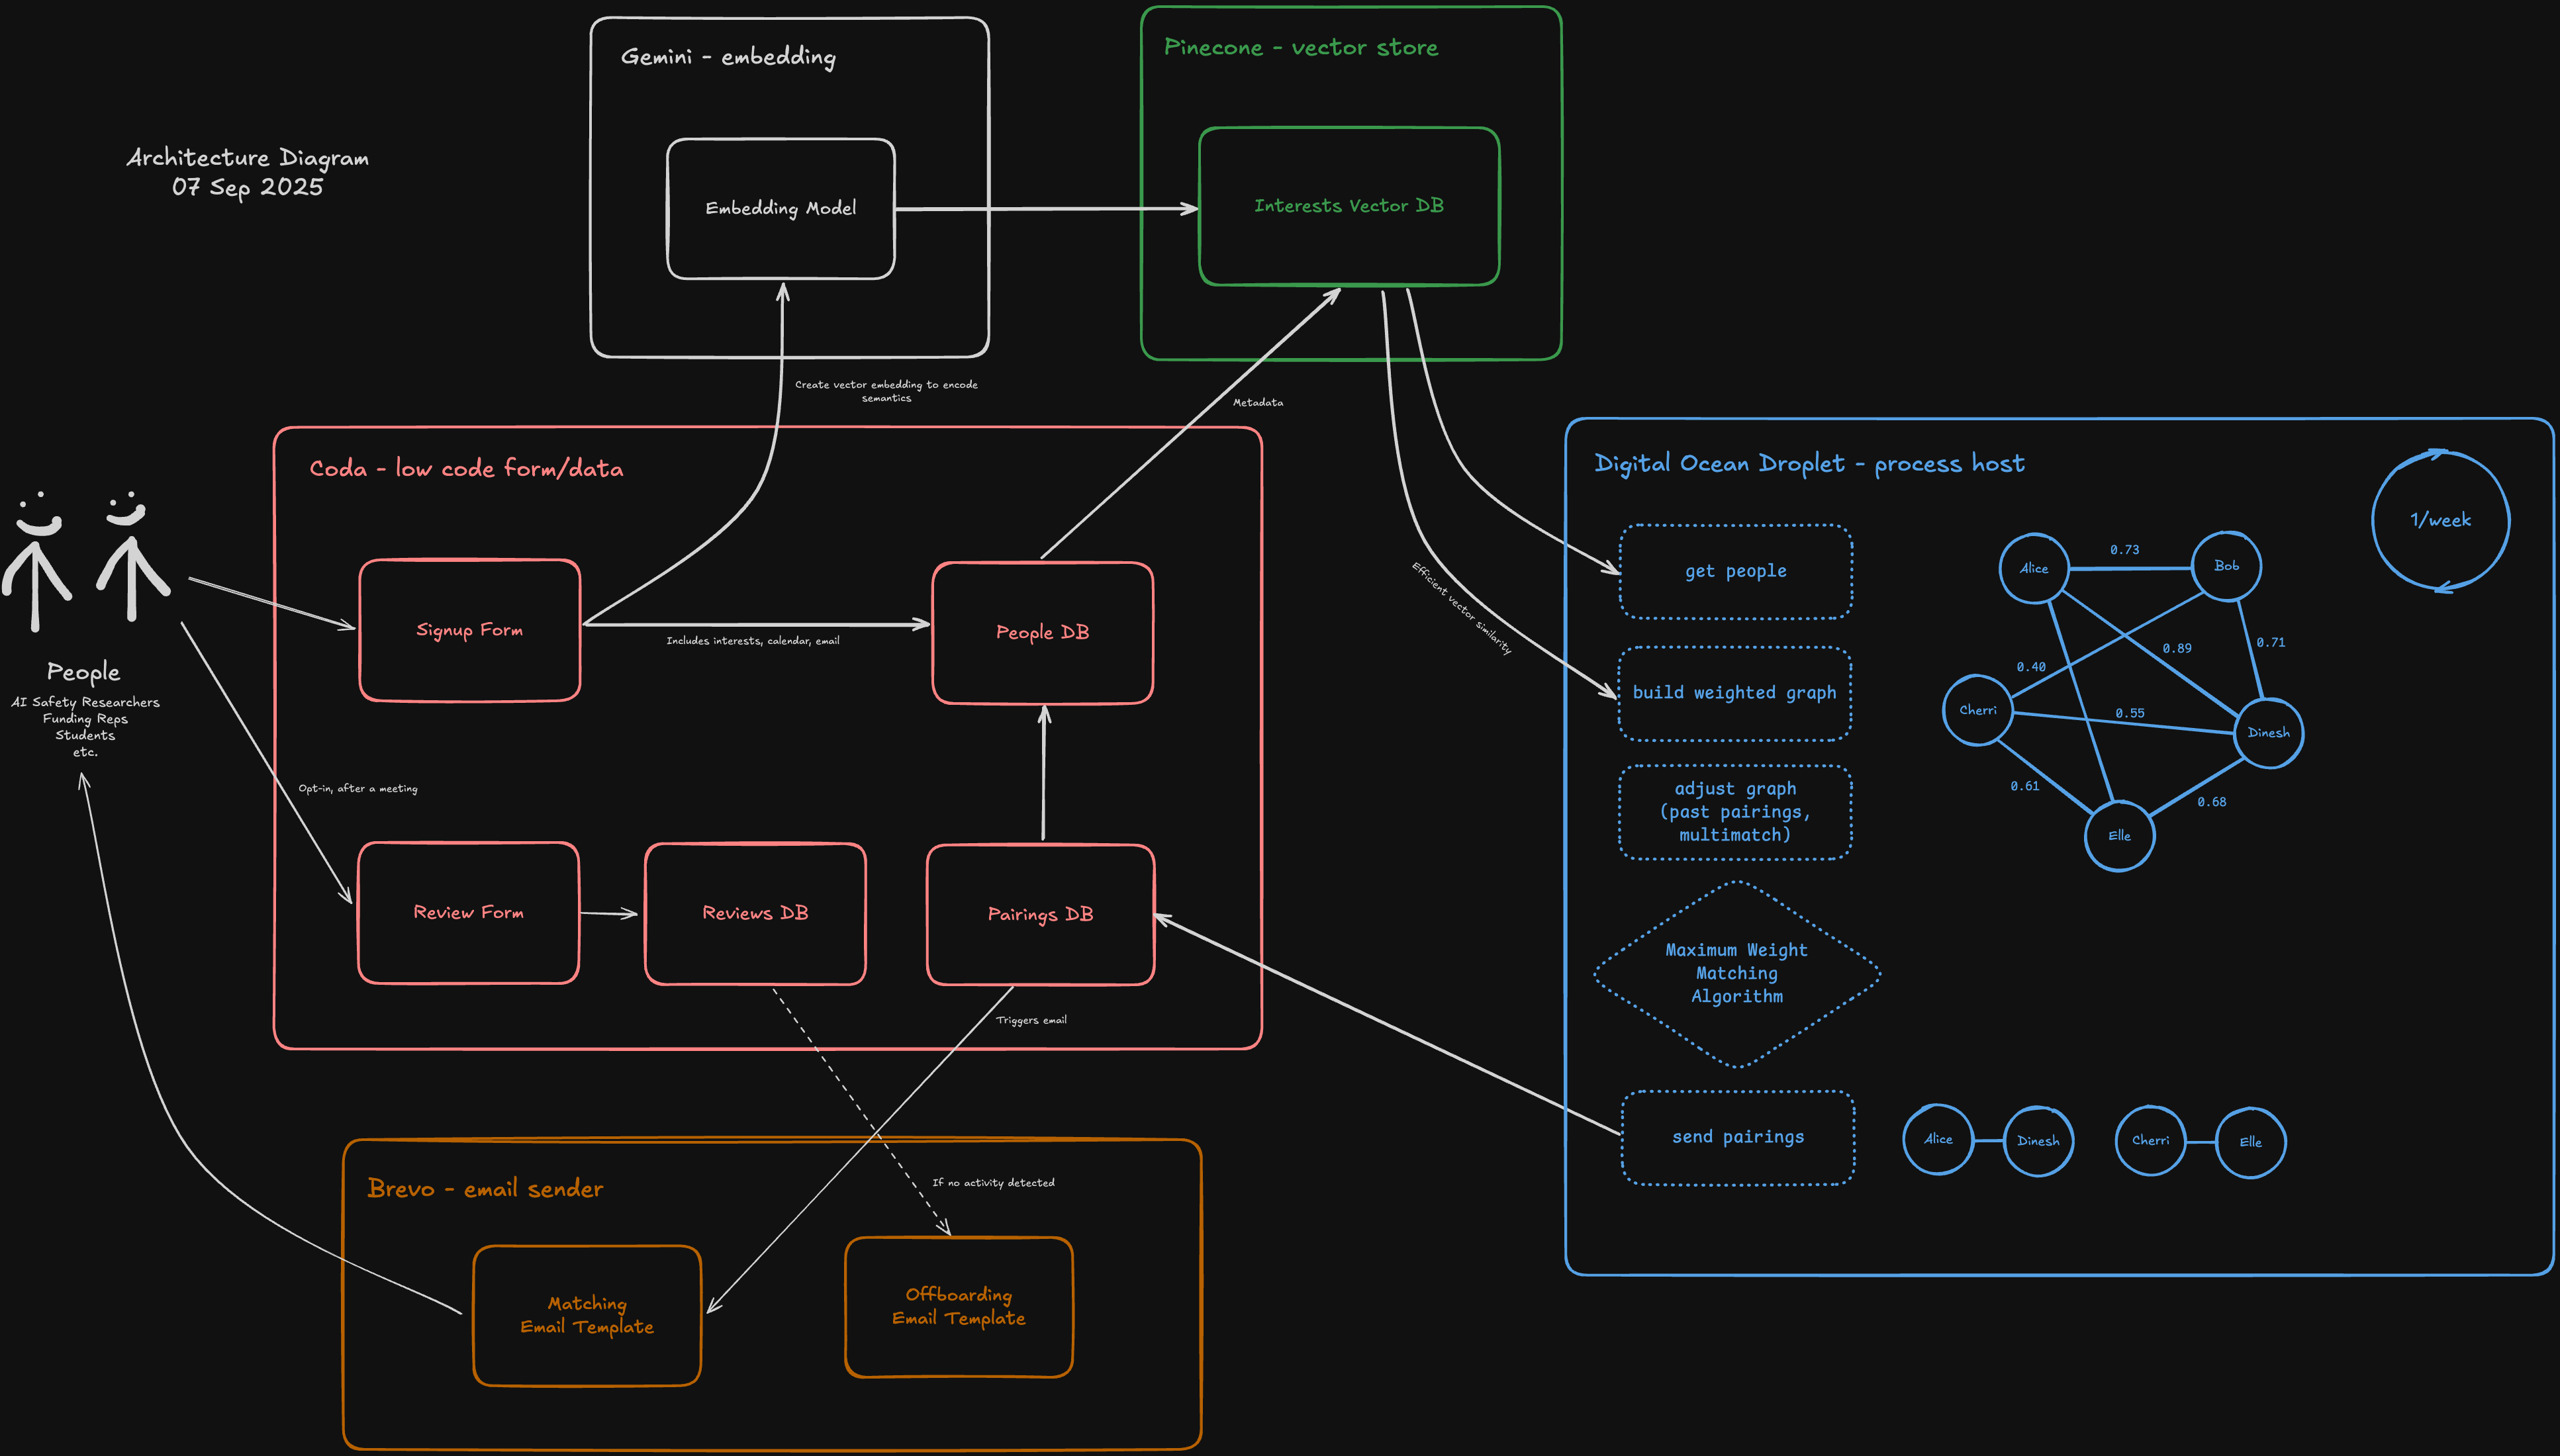 Architecture Diagram
07 Sep 2025
Gemini - embedding
Embedding Model
Pinecone - vector store
Interests Vector DB
Create vector embedding to encode
semantics
Metadata
Efficient vector similarity
People
AI Safety Researchers
Funding Reps
Students
etc.
Opt-in, after a meeting
Coda - low code form/data
Signup Form
Includes interests, calendar, email
People DB
Review Form
Reviews DB
Pairings DB
Triggers email
If no activity detected
Brevo - email sender
Matching
Email Template
Offboarding
Email Template
Digital Ocean Droplet - process host
1/week
get people
build weighted graph
adjust graph
(past pairings,
multimatch)
Maximum Weight
Matching
Algorithm
send pairings
Alice
0.73
Bob
0.89
0.71
0.40
Cherri
0.55
Dinesh
0.61
0.68
Elle
Alice
Dinesh
Cherri
Elle